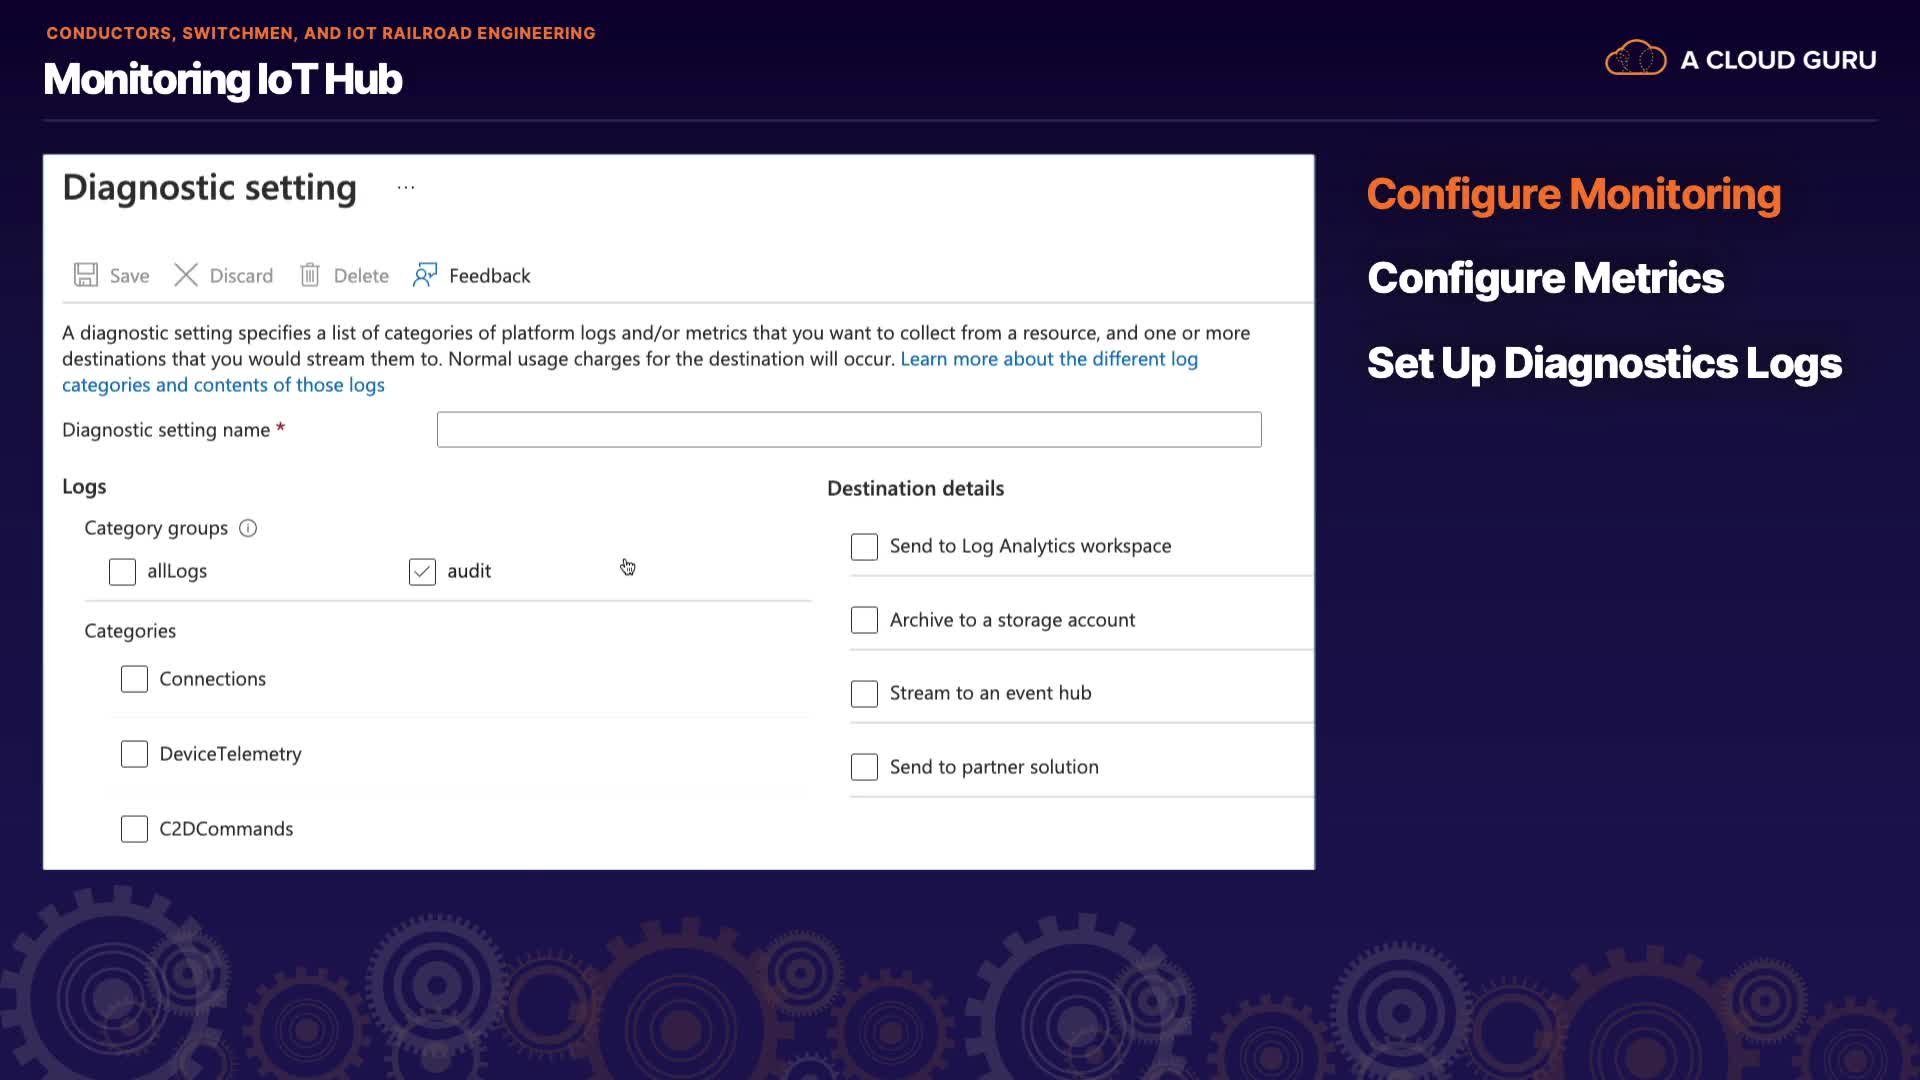 CONDUCTORS, SWITCHMEN, AND IOT RAILROAD ENGINEERING
Monitoring IoT Hub
A CLOUD GURU
Diagnostic setting ...
Save Discard Delete Feedback
A diagnostic setting specifies a list of categories of platform logs and/or metrics that you want to collect from a resource, and one or more
destinations that you would stream them to. Normal usage charges for the destination will occur. Learn more about the different log
categories and contents of those logs
Diagnostic setting name *
Logs
Category groups
allLogs audit
Categories
Connections
DeviceTelemetry
C2DCommands
Destination details
Send to Log Analytics workspace
Archive to a storage account
Stream to an event hub
Send to partner solution
Configure Monitoring
Configure Metrics
Set Up Diagnostics Logs